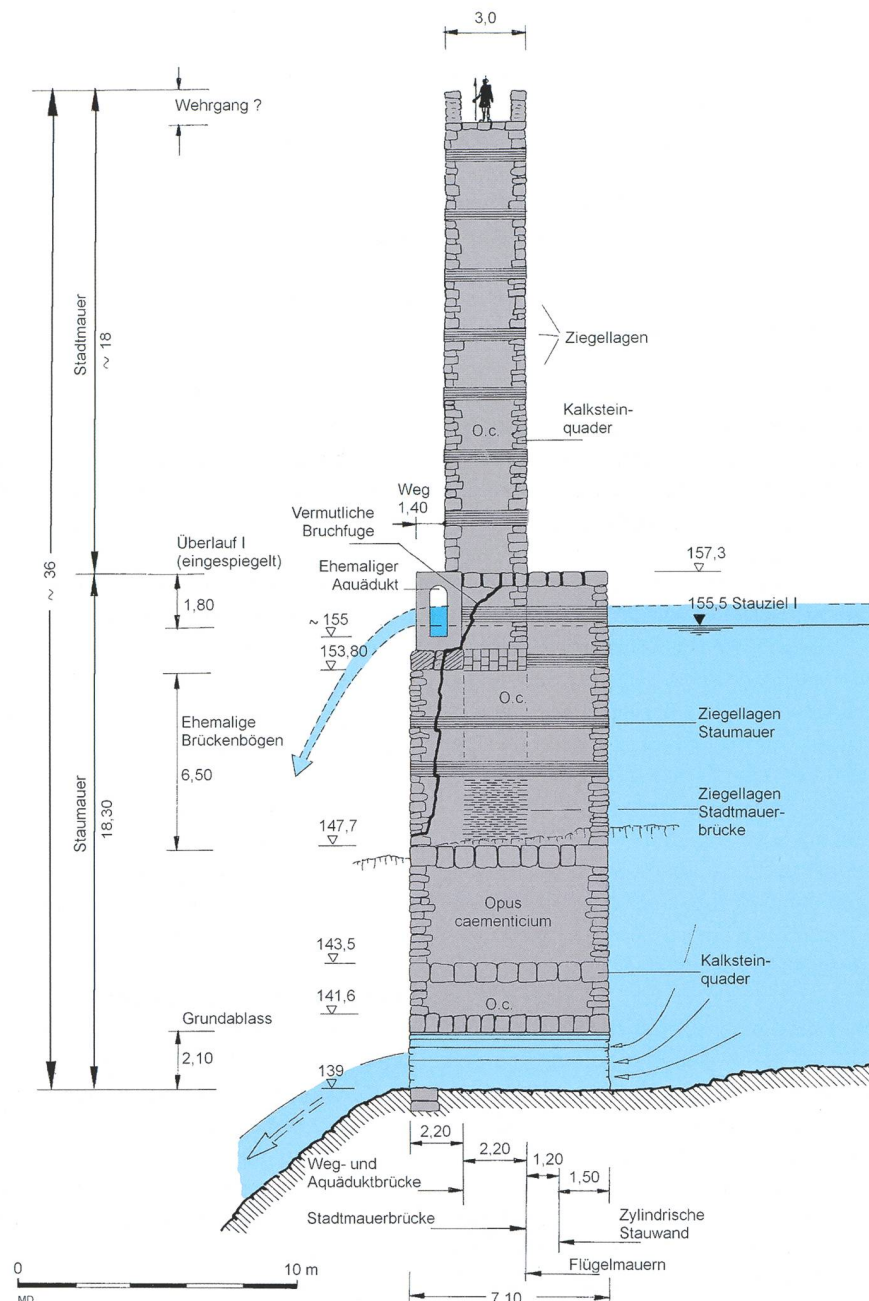 3,0
Wehrgang ?
Stadtmauer
~ 18
~ 36
Ziegellagen
Kalkstein-
quader
O.c.
Weg
1,40
Vermutliche
Bruchfuge
Überlauf I
(eingespiegelt)
Ehemaliger
Aquädukt
1,80
157,3
155,5 Stauziel I
~ 155
153,80
O.c.
Ehemalige
Brückenbögen
6,50
Ziegellagen
Staumauer
Staumauer
18,30
Ziegellagen
Stadtmauer-
brücke
147,7
Opus
caementicium
143,5
Kalkstein-
quader
141,6
O.c.
Grundablass
2,10
139
2,20
2,20
1,20
1,50
Weg- und
Aquäduktbrücke
Stadtmauerbrücke
Zylindrische
Stauwand
Flügelmauern
0
10 m
MD
7,10